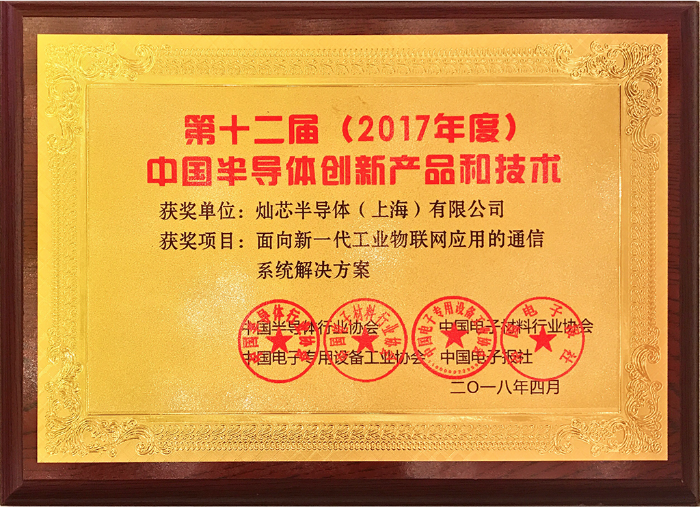 第十二届（2017年度）
中国半导体创新产品和技术
获奖单位：灿芯半导体（上海）有限公司
获奖项目：面向新一代工业物联网应用的通信
系统解决方案
中国半导体行业协会 中国电子材料行业协会
中国电子专用设备工业协会 中国电子报社
二〇一八年四月